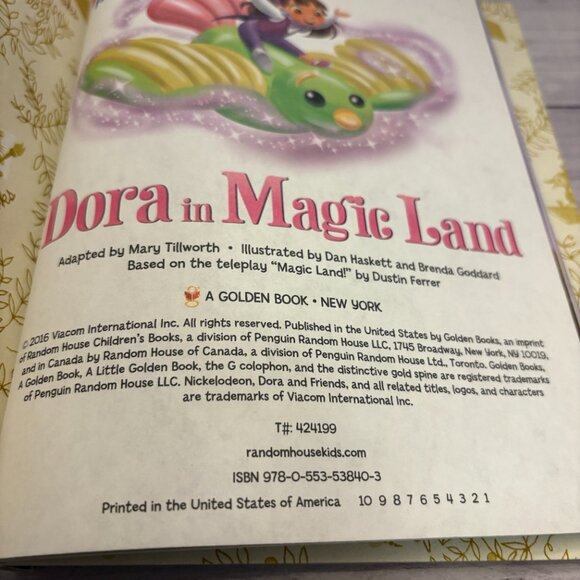 Dora in Magic Land
Adapted by Mary Tillworth • Illustrated by Dan Haskett and Brenda Goddard
Based on the teleplay “Magic Land!” by Dustin Ferrer
A GOLDEN BOOK • NEW YORK
© 2016 Viacom International Inc. All rights reserved. Published in the United States by Golden Books, an imprint
of Random House Children's Books, a division of Penguin Random House LLC, 1745 Broadway, New York, NY 10019,
and in Canada by Random House of Canada, a division of Penguin Random House Ltd., Toronto. Golden Books,
A Golden Book, A Little Golden Book, the G colophon, and the distinctive gold spine are registered trademarks
of Penguin Random House LLC. Nickelodeon, Dora and Friends, and all related titles, logos, and characters
are trademarks of Viacom International Inc.
T#: 424199
randomhousekids.com
ISBN 978-0-553-53840-3
Printed in the United States of America 10 9 8 7 6 5 4 3 2 1